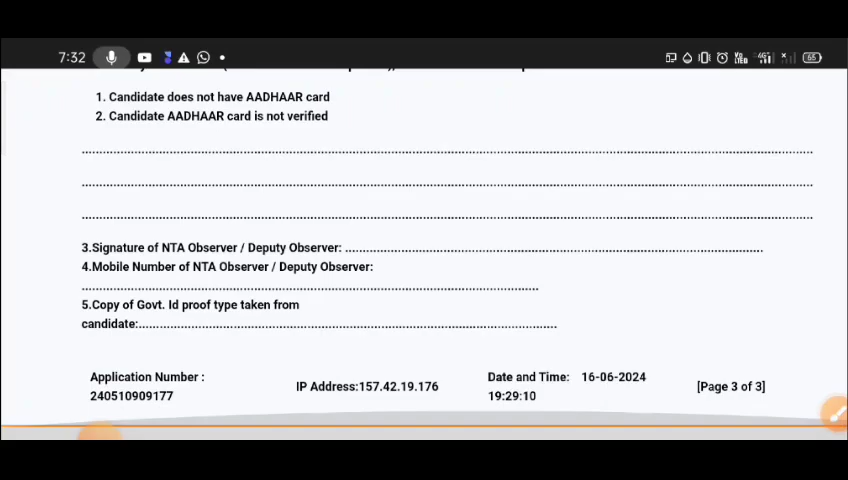 7:32
VoLTE 4G 65
1. Candidate does not have AADHAAR card
2. Candidate AADHAAR card is not verified
................................................................................
................................................................................
................................................................................
3.Signature of NTA Observer / Deputy Observer: ................................................................................
4.Mobile Number of NTA Observer / Deputy Observer:
................................................................................
5.Copy of Govt. Id proof type taken from
candidate:................................................................................
Application Number :
240510909177
IP Address:157.42.19.176
Date and Time: 16-06-2024
19:29:10
[Page 3 of 3]